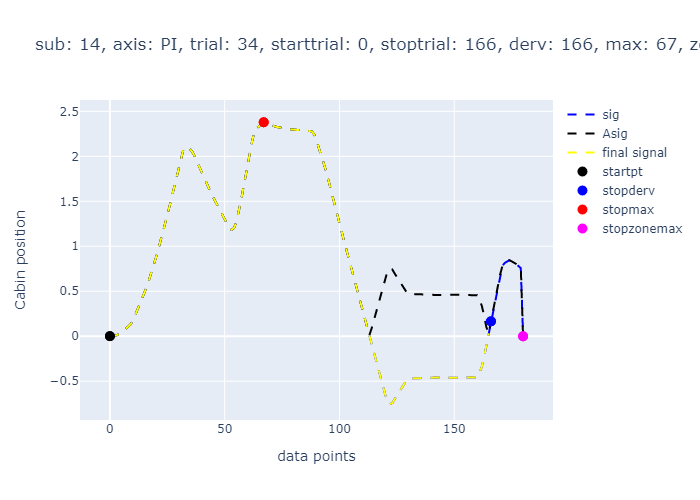 sub: 14, axis: PI, trial: 34, starttrial: 0, stoptrial: 166, derv: 166, max: 67,
2.5
2
1.5
1
0.5
0
−0.5
Cabin position
0
50
100
150
data points
sig
Asig
final signal
startpt
stopderv
stopmax
stopzonemax